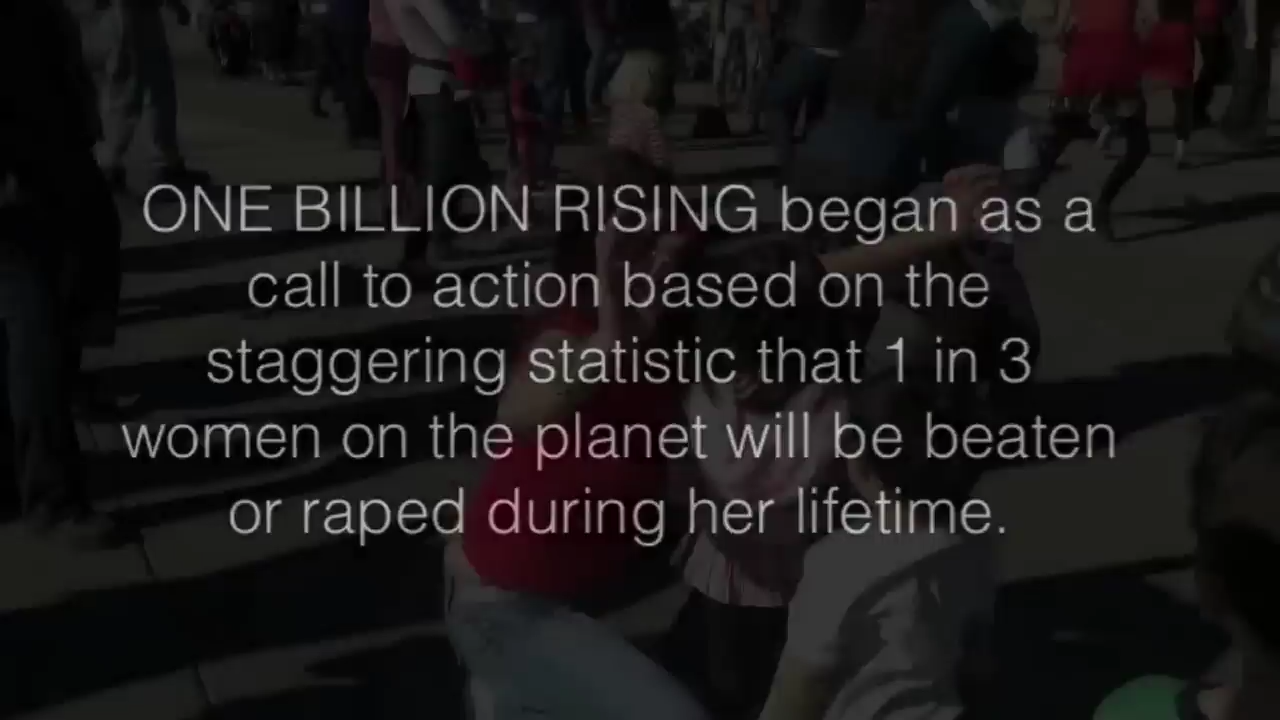 ONE BILLION RISING began as a
call to action based on the
staggering statistic that 1 in 3
women on the planet will be beaten
or raped during her lifetime.